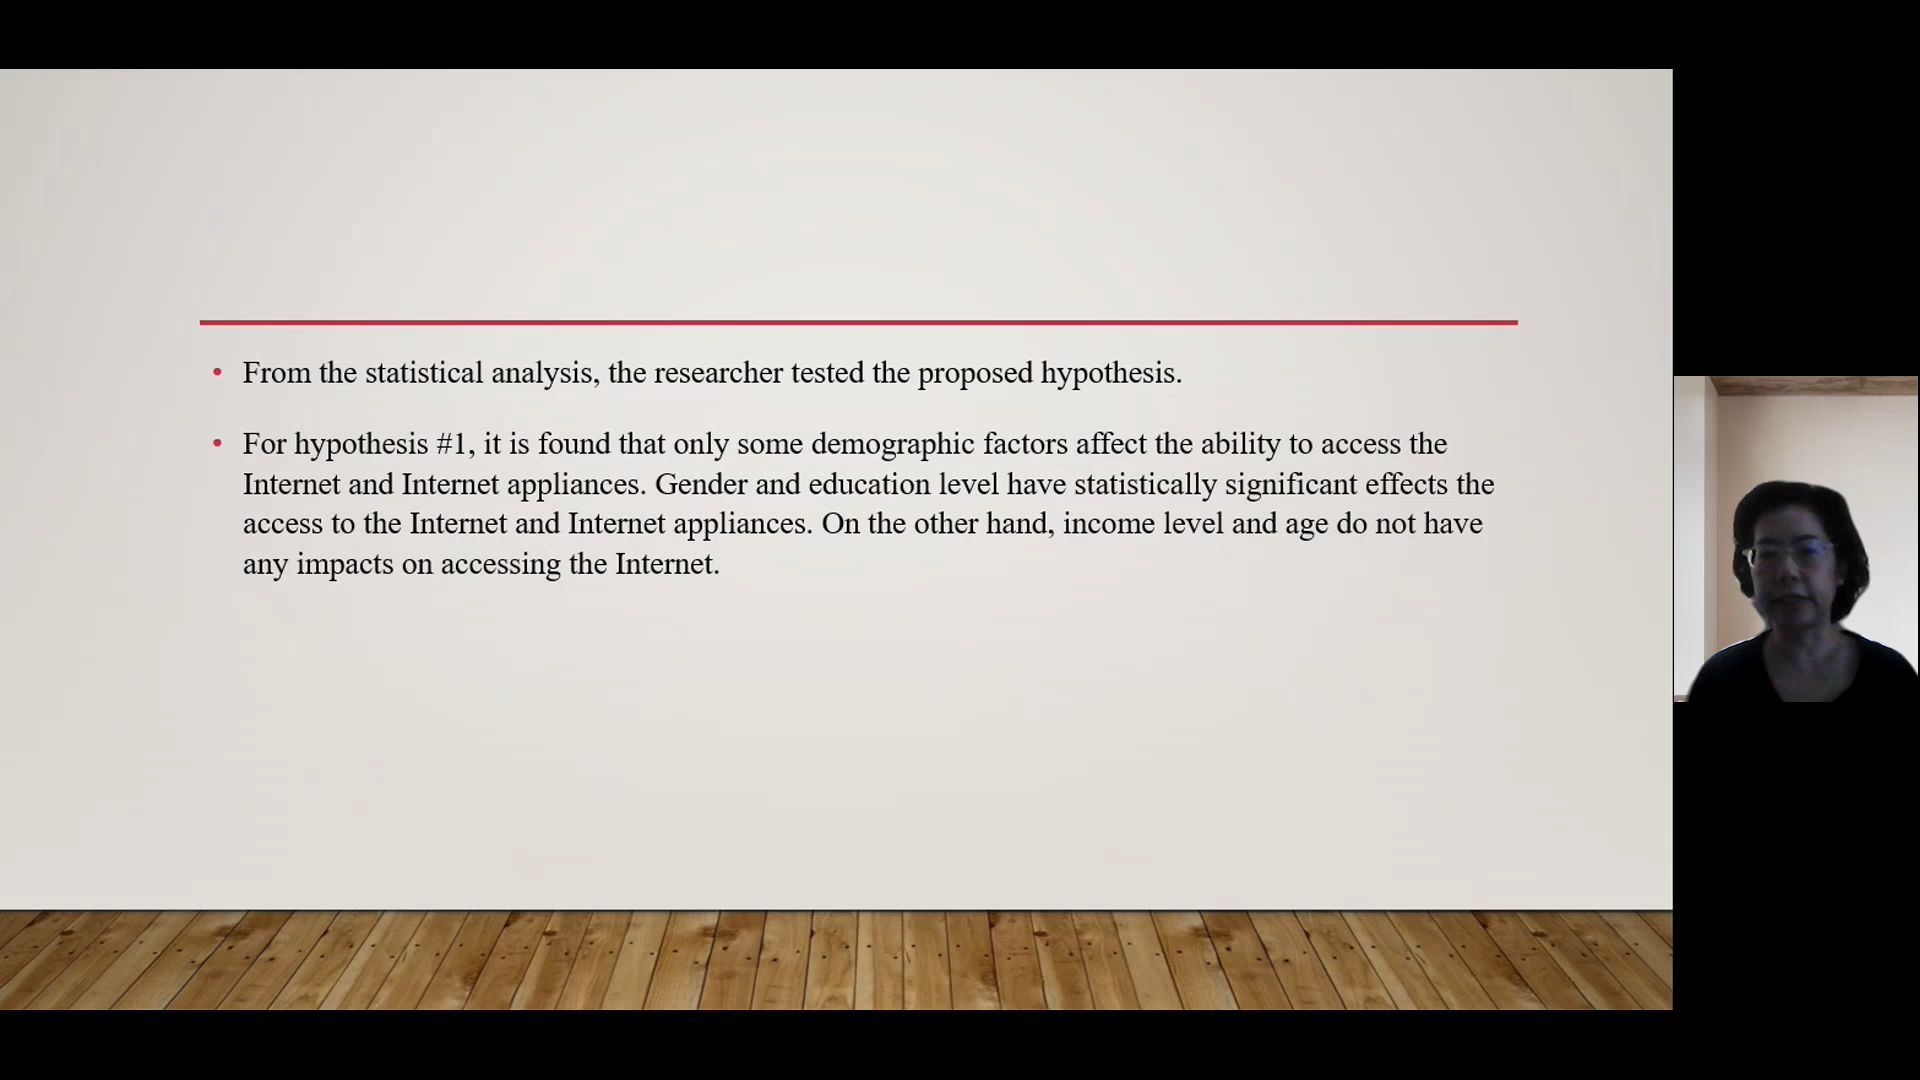 • From the statistical analysis, the researcher tested the proposed hypothesis.
• For hypothesis #1, it is found that only some demographic factors affect the ability to access the
Internet and Internet appliances. Gender and education level have statistically significant effects the
access to the Internet and Internet appliances. On the other hand, income level and age do not have
any impacts on accessing the Internet.